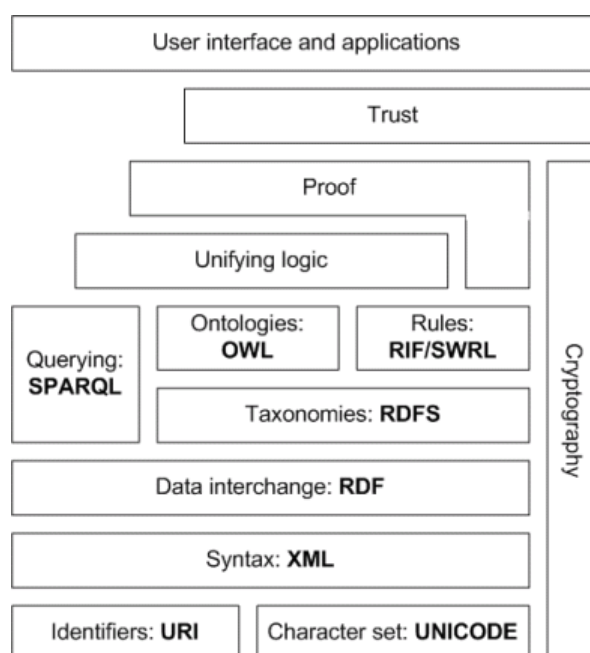 User interface and applications
Trust
Proof
Unifying logic
Querying:
SPARQL
Ontologies:
OWL
Rules:
RIF/SWRL
Taxonomies: RDFS
Cryptography
Data interchange: RDF
Syntax: XML
Identifiers: URI
Character set: UNICODE